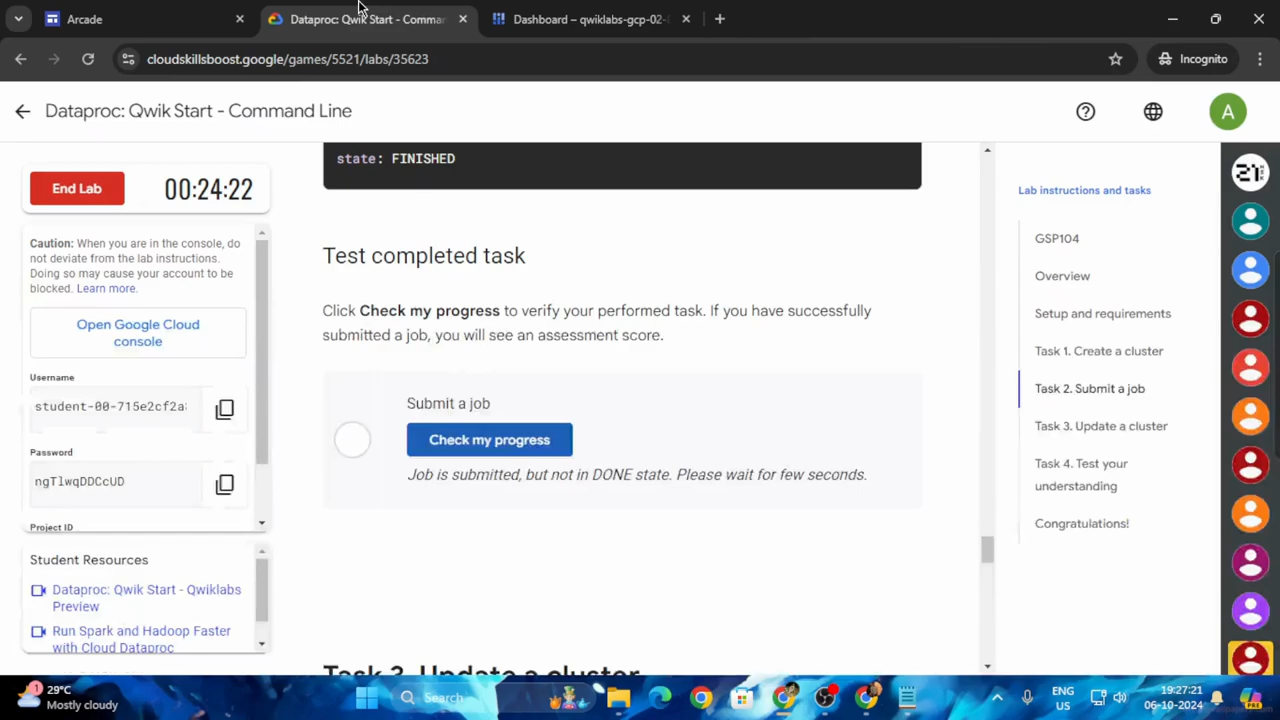 Arcade
Dataproc: Qwik Start - Comma
Dashboard – qwiklabs-gcp-02-
cloudskillsboost.google/games/5521/labs/35623
Incognito
Dataproc: Qwik Start - Command Line
A
End Lab
00:24:22
Caution: When you are in the console, do
not deviate from the lab instructions.
Doing so may cause your account to be
blocked. Learn more.
Open Google Cloud
console
Username
student-00-715e2cf2a
Password
ngTlwqDDCcUD
Project ID
Student Resources
Dataproc: Qwik Start - Qwiklabs
Preview
Run Spark and Hadoop Faster
with Cloud Dataproc
state: FINISHED
Test completed task
Click Check my progress to verify your performed task. If you have successfully
submitted a job, you will see an assessment score.
Submit a job
Check my progress
Job is submitted, but not in DONE state. Please wait for few seconds.
Task 3. Update a cluster
Lab instructions and tasks
GSP104
Overview
Setup and requirements
Task 1. Create a cluster
Task 2. Submit a job
Task 3. Update a cluster
Task 4. Test your
understanding
Congratulations!
1
29°C
Mostly cloudy
Search
ENG
US
19:27:21
06-10-2024
PRE